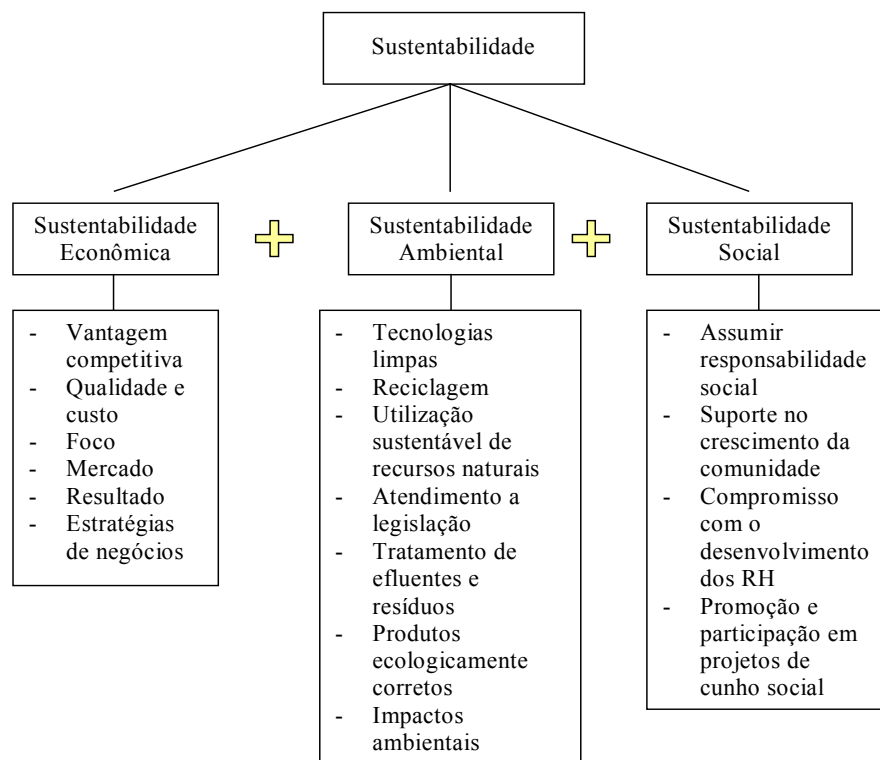 Sustentabilidade
Sustentabilidade
Econômica
Sustentabilidade
Ambiental
Sustentabilidade
Social
- Vantagem
competitiva
- Qualidade e
custo
- Foco
- Mercado
- Resultado
- Estratégias
de negócios
- Tecnologias
limpas
- Reciclagem
- Utilização
sustentável de
recursos naturais
- Atendimento a
legislação
- Tratamento de
efluentes e
resíduos
- Produtos
ecologicamente
corretos
- Impactos
ambientais
- Assumir
responsabilidade
social
- Suporte no
crescimento da
comunidade
- Compromisso
com o
desenvolvimento
dos RH
- Promoção e
participação em
projetos de
cunho social